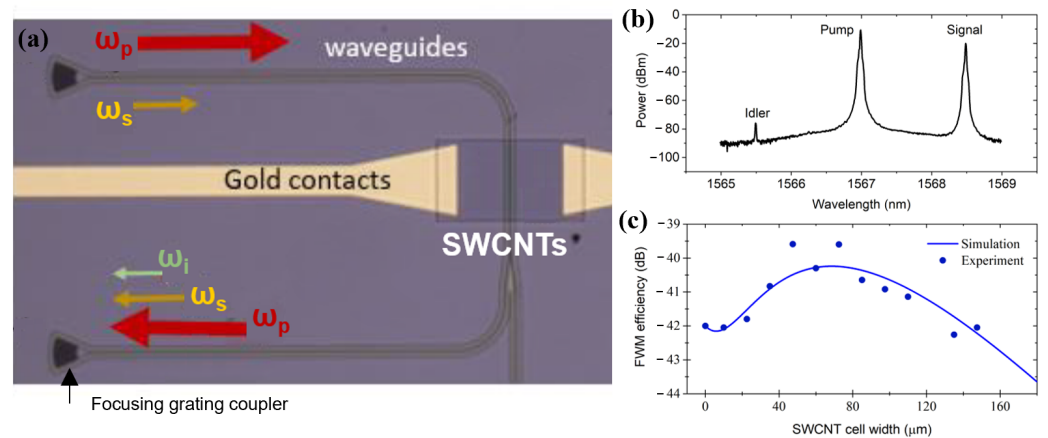 (a)
ωp
waveguides
ωs
Gold contacts
SWCNTs
ωi
ωs
ωp
Focusing grating coupler
(b)
0
−20
−40
−60
−80
−100
Power (dBm)
Pump
Signal
Idler
1565 1566 1567 1568 1569
Wavelength (nm)
(c)
−39
−40
−41
−42
−43
−44
FWM efficiency (dB)
Simulation
Experiment
0 40 80 120 160
SWCNT cell width (μm)